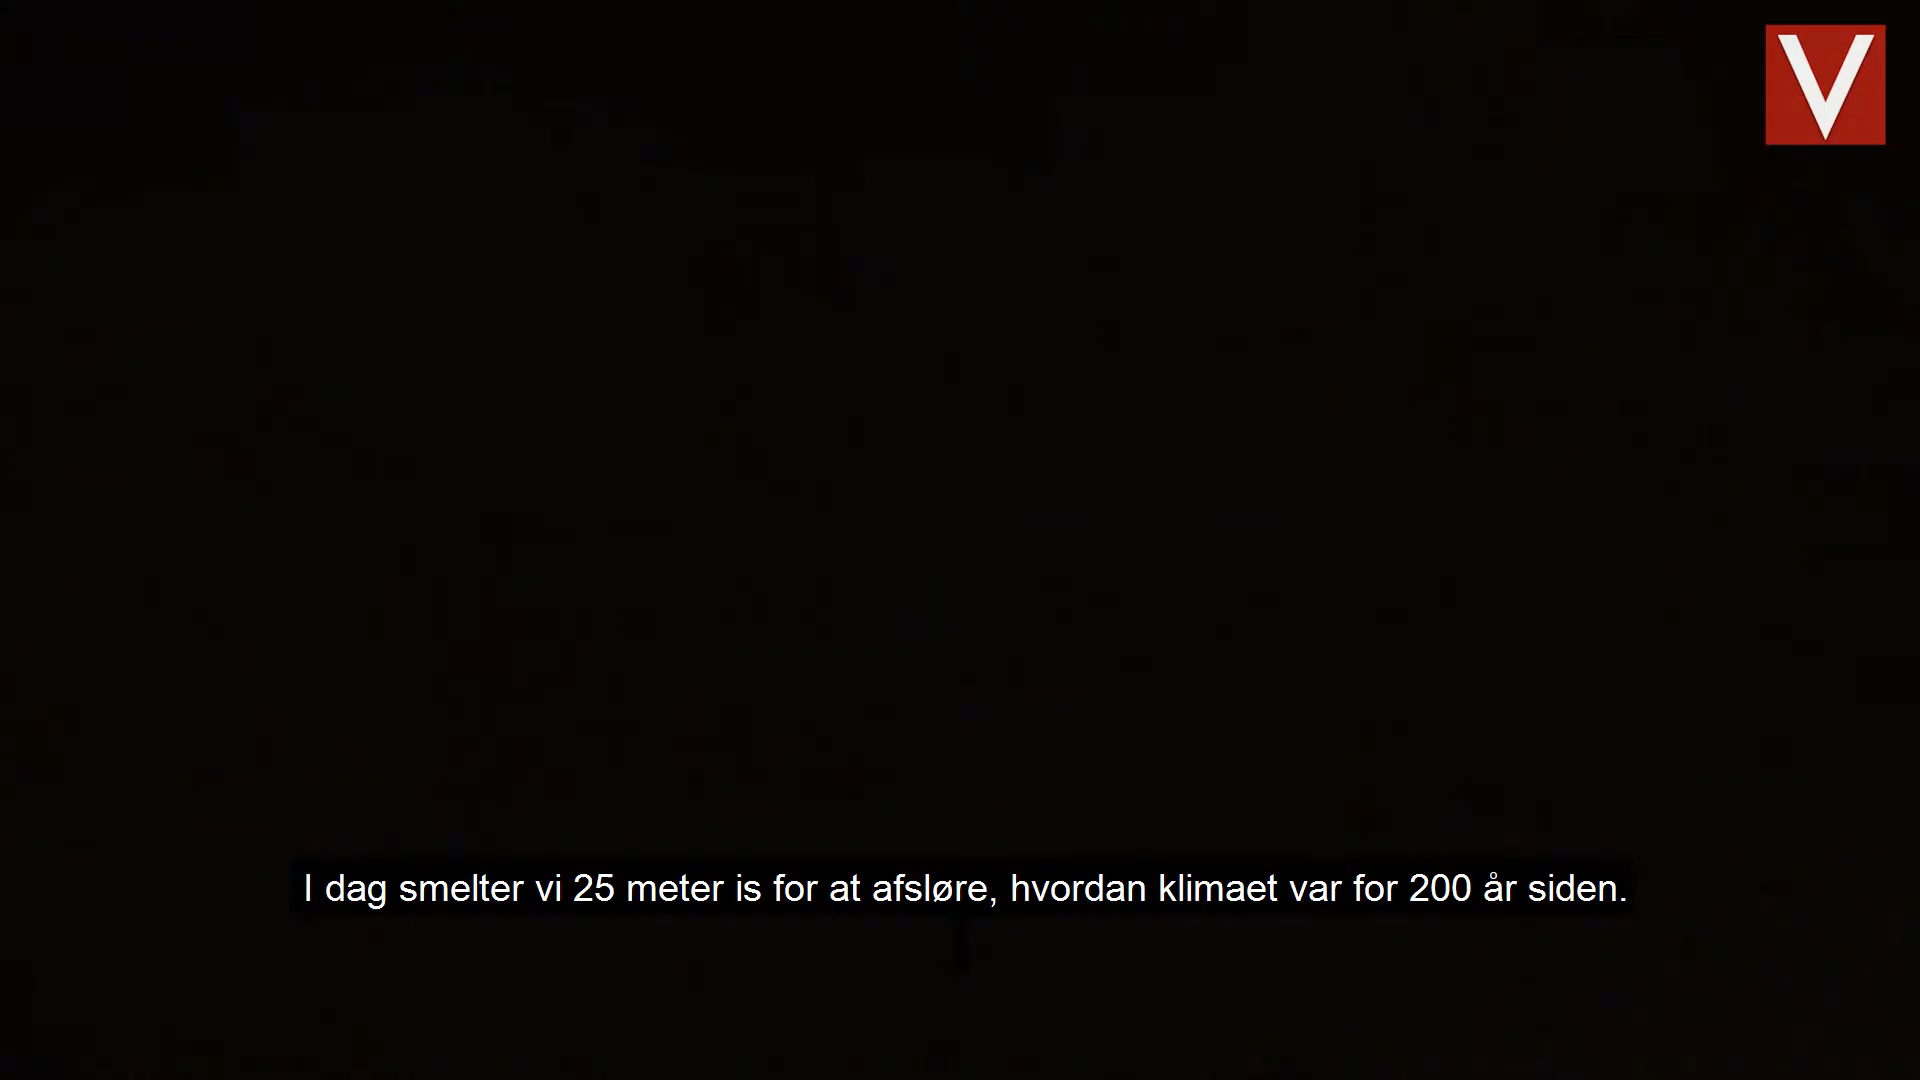 V
I dag smelter vi 25 meter is for at afsløre, hvordan klimaet var for 200 år siden.